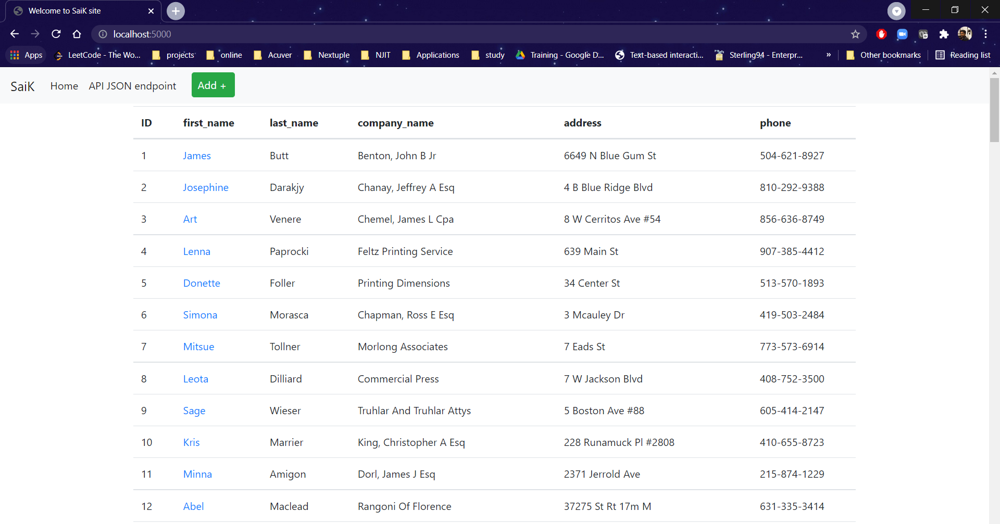 Welcome to SaiK site
localhost:5000
Apps LeetCode - The Wo... projects online Acuver Nextuple NJIT Applications study Training - Google D... Text-based interacti... Sterling94 - Enterpr... » Other bookmarks Reading list
SaiK Home API JSON endpoint Add +
ID first_name last_name company_name address phone
1 James Butt Benton, John B Jr 6649 N Blue Gum St 504-621-8927
2 Josephine Darakjy Chanay, Jeffrey A Esq 4 B Blue Ridge Blvd 810-292-9388
3 Art Venere Chemel, James L Cpa 8 W Cerritos Ave #54 856-636-8749
4 Lenna Paprocki Feltz Printing Service 639 Main St 907-385-4412
5 Donette Foller Printing Dimensions 34 Center St 513-570-1893
6 Simona Morasca Chapman, Ross E Esq 3 Mcauley Dr 419-503-2484
7 Mitsue Tollner Morlong Associates 7 Eads St 773-573-6914
8 Leota Dilliard Commercial Press 7 W Jackson Blvd 408-752-3500
9 Sage Wieser Truhlar And Truhlar Attys 5 Boston Ave #88 605-414-2147
10 Kris Marrier King, Christopher A Esq 228 Runamuck Pl #2808 410-655-8723
11 Minna Amigon Dorl, James J Esq 2371 Jerrold Ave 215-874-1229
12 Abel Maclead Rangoni Of Florence 37275 St Rt 17m M 631-335-3414